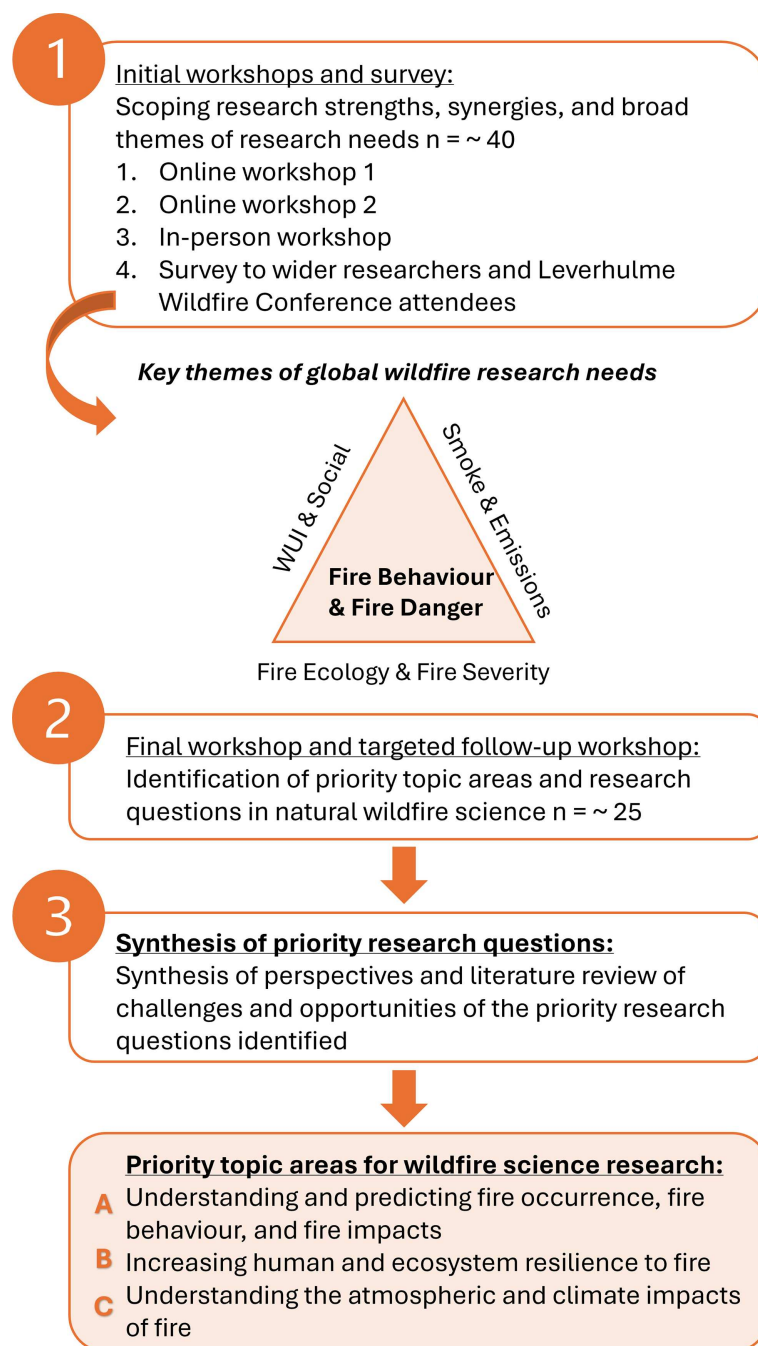 1
Initial workshops and survey:
Scoping research strengths, synergies, and broad
themes of research needs n = ~ 40
1. Online workshop 1
2. Online workshop 2
3. In-person workshop
4. Survey to wider researchers and Leverhulme
Wildfire Conference attendees
Key themes of global wildfire research needs
WUI & Social
Smoke & Emissions
Fire Behaviour
& Fire Danger
Fire Ecology & Fire Severity
2
Final workshop and targeted follow-up workshop:
Identification of priority topic areas and research
questions in natural wildfire science n = ~ 25
3
Synthesis of priority research questions:
Synthesis of perspectives and literature review of
challenges and opportunities of the priority research
questions identified
Priority topic areas for wildfire science research:
A Understanding and predicting fire occurrence, fire
behaviour, and fire impacts
B Increasing human and ecosystem resilience to fire
C Understanding the atmospheric and climate impacts
of fire